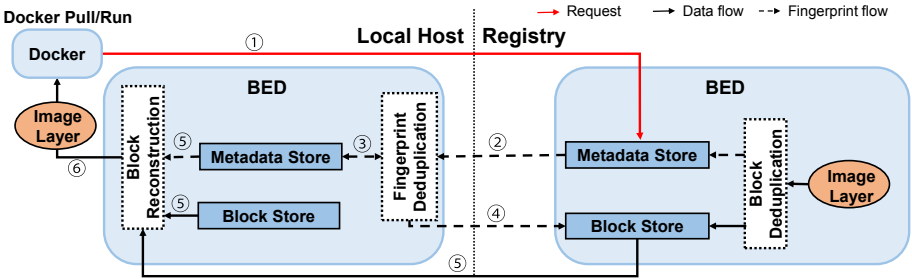 Request
Data flow
Fingerprint flow
Docker Pull/Run
①
Local Host
Registry
Docker
BED
BED
Image
Layer
Block
Reconstruction
⑤
Metadata Store
③
Fingerprint
Deduplication
②
Metadata Store
Block
Deduplication
Image
Layer
⑥
⑤
Block Store
④
Block Store
⑤